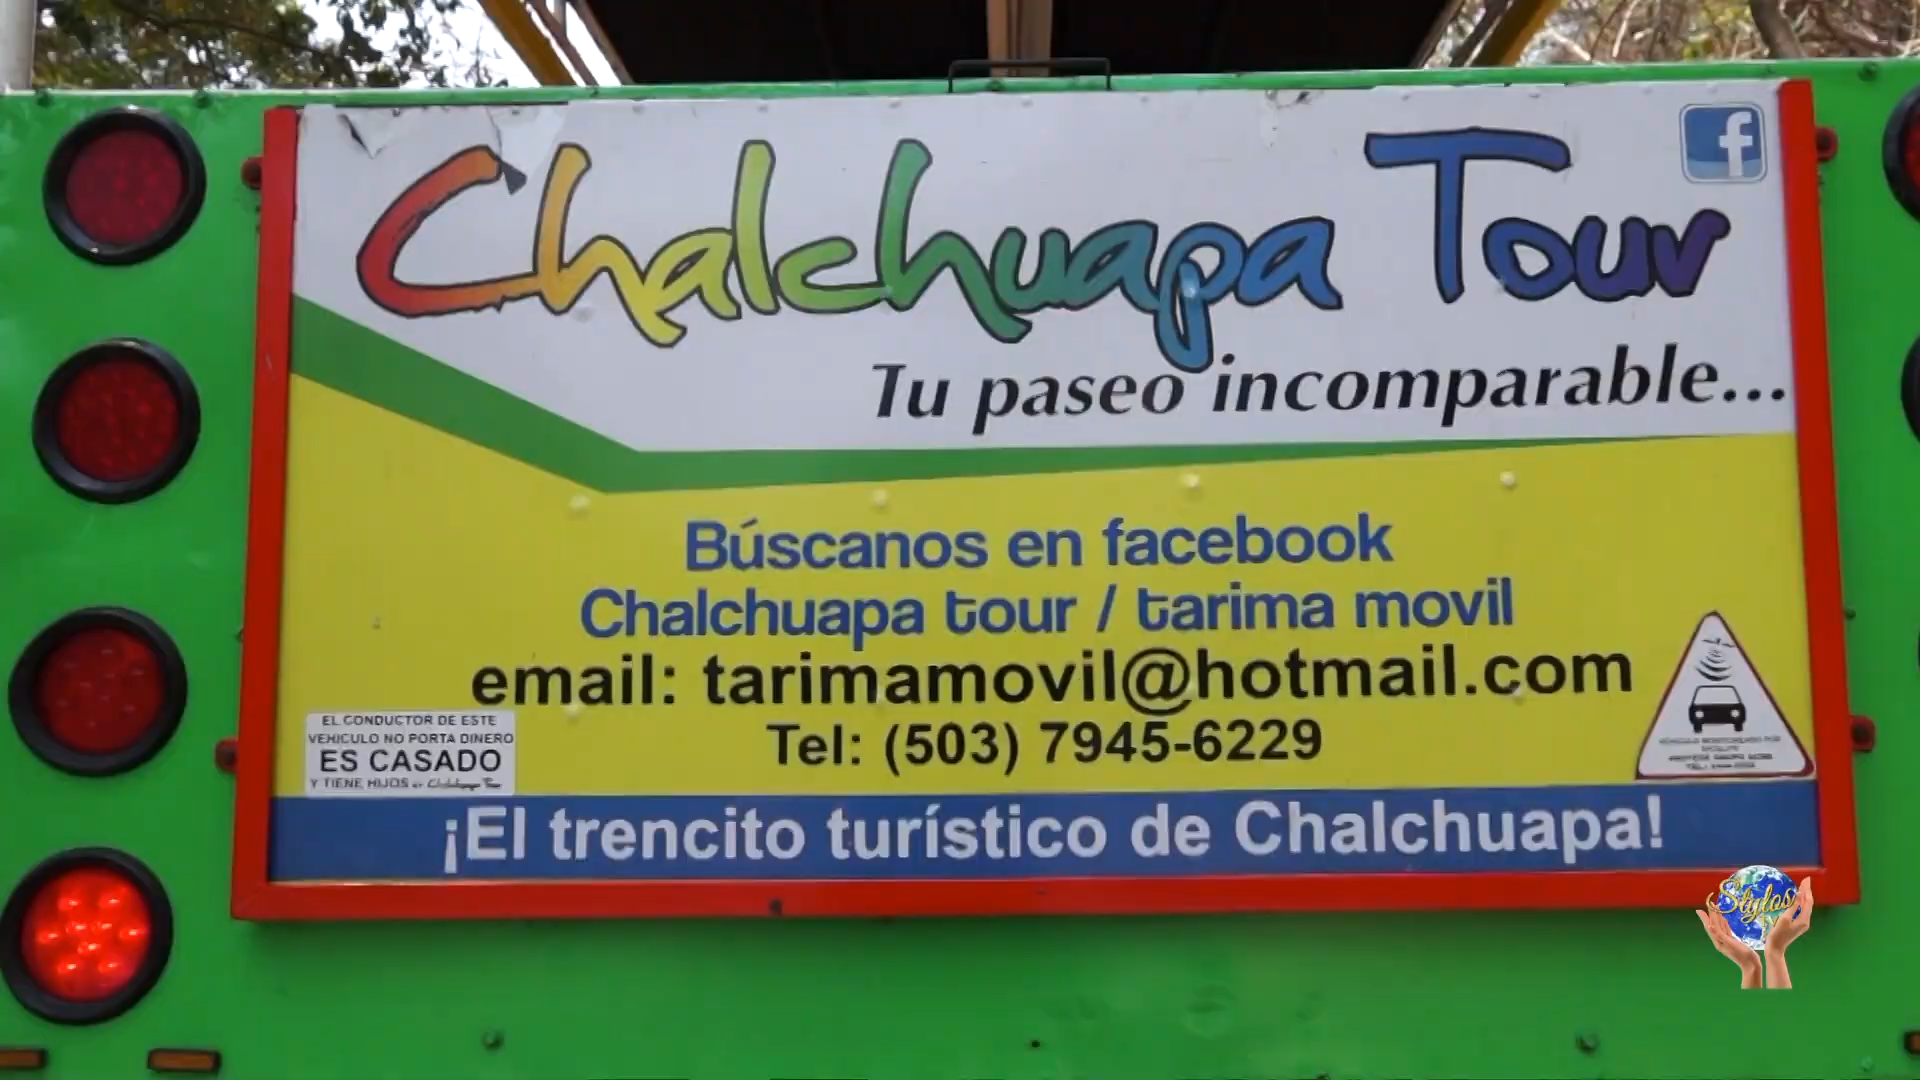 f
Chalchuapa Tour
Tu paseo incomparable...
Búscanos en facebook
Chalchuapa tour / tarima movil
email: tarimamovil@hotmail.com
Tel: (503) 7945-6229
EL CONDUCTOR DE ESTE
VEHICULO NO PORTA DINERO
ES CASADO
Y TIENE HIJOS
¡El trencito turístico de Chalchuapa!
Stylos